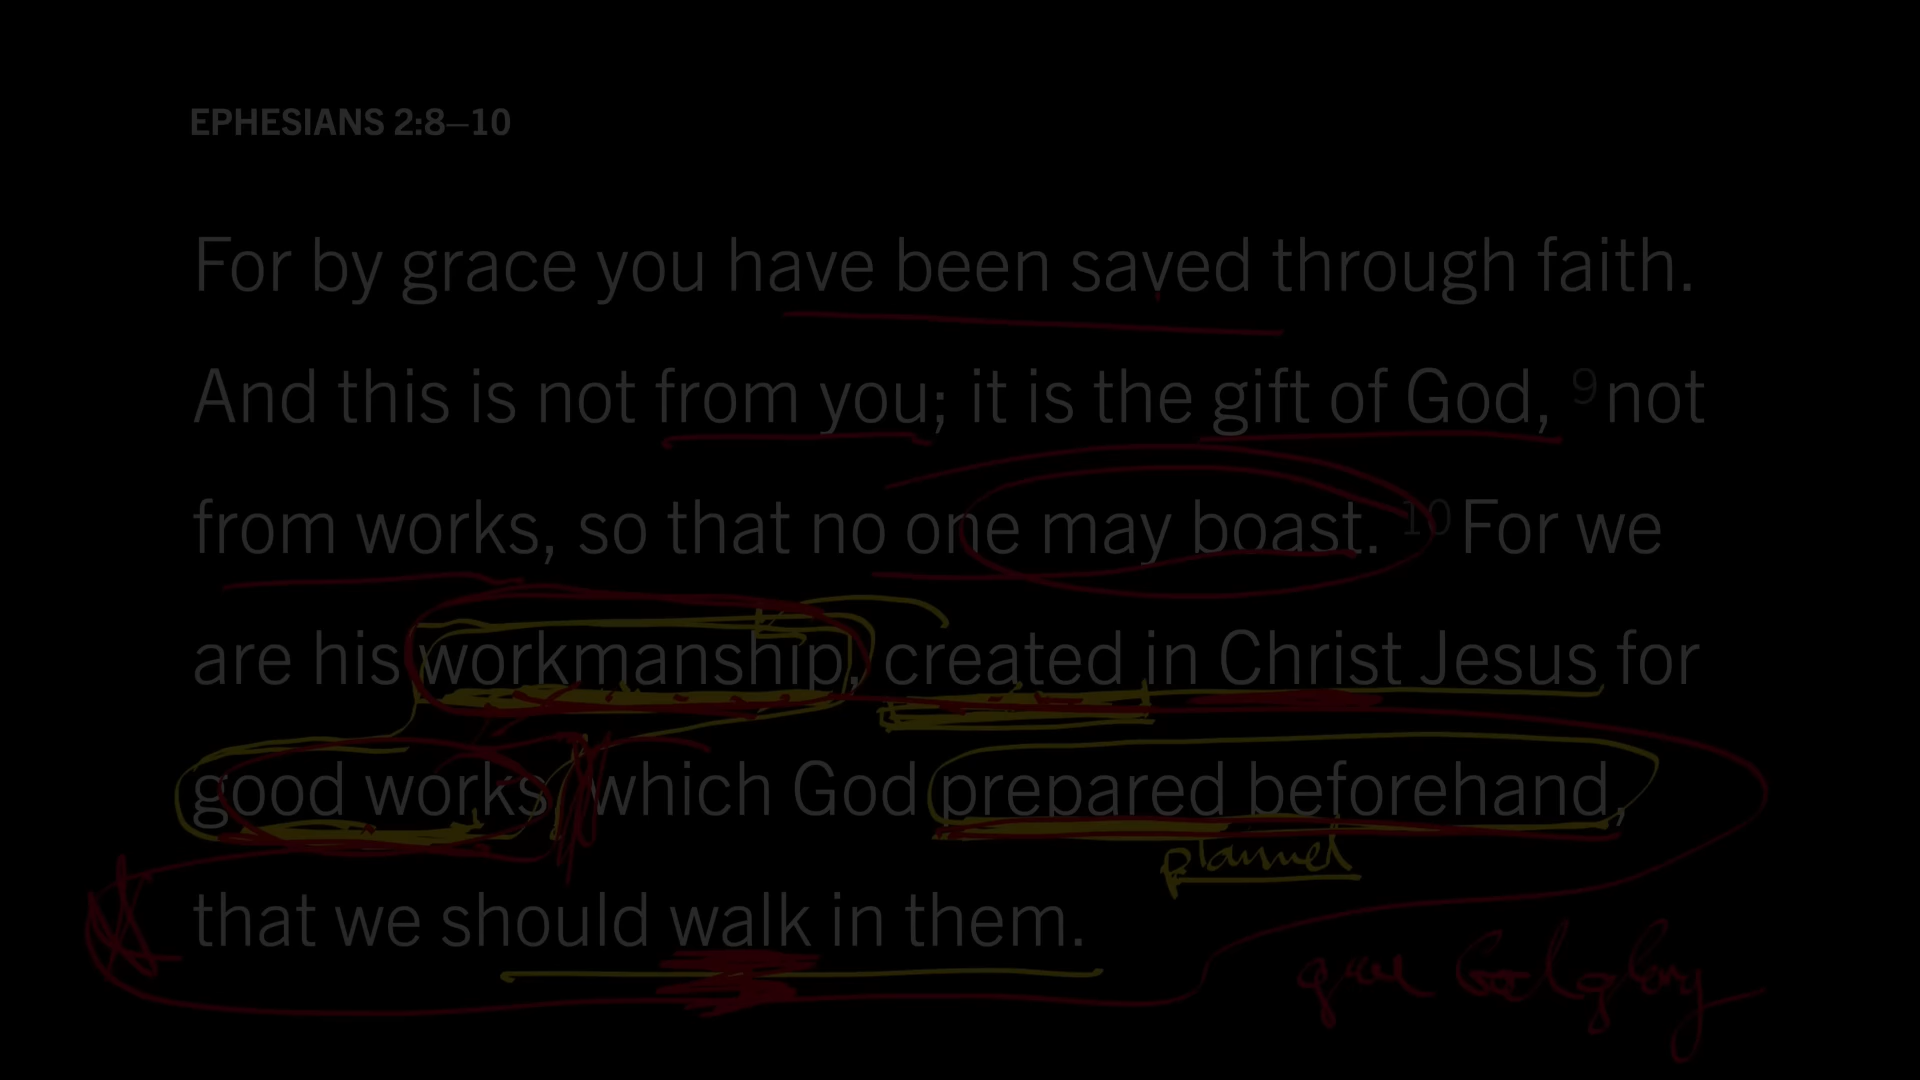 EPHESIANS 2:8–10
For by grace you have been saved through faith.
And this is not from you; it is the gift of God, 9 not
from works, so that no one may boast. 10 For we
are his workmanship, created in Christ Jesus for
good works, which God prepared beforehand,
planned
that we should walk in them.
give God glory